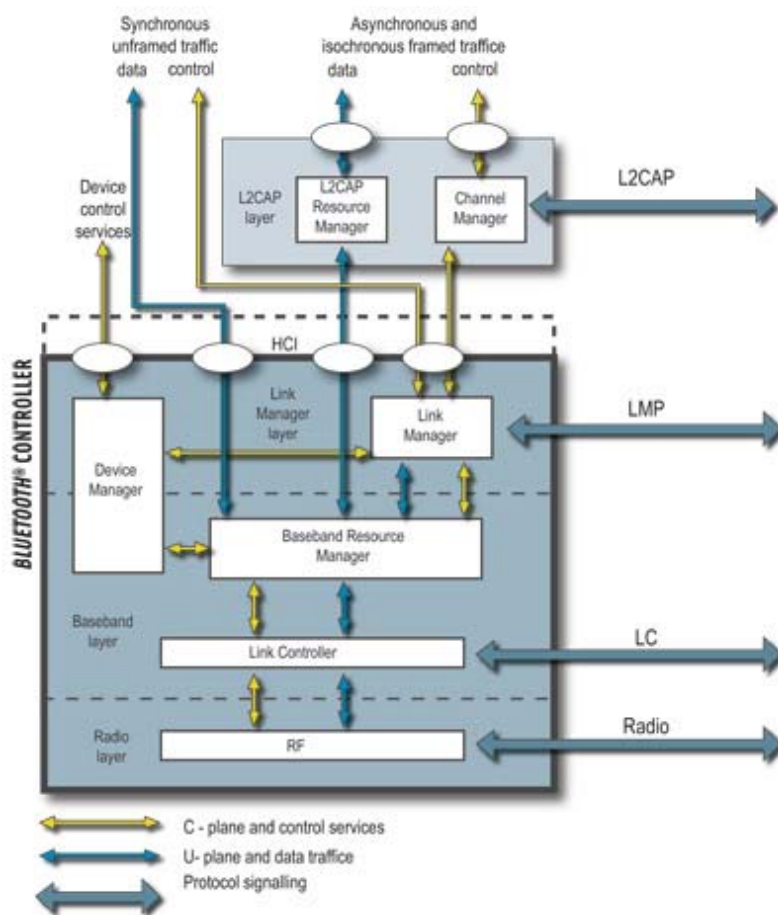 Synchronous
unframed traffic
data control
Asynchronous and
isochronous framed traffice
data control
Device
control
services
L2CAP
layer
L2CAP
Resource
Manager
Channel
Manager
L2CAP
HCI
BLUETOOTH® CONTROLLER
Link
Manager
layer
Link
Manager
LMP
Device
Manager
Baseband Resource
Manager
Baseband
layer
Link Controller
LC
Radio
layer
RF
Radio
C - plane and control services
U- plane and data traffice
Protocol signalling